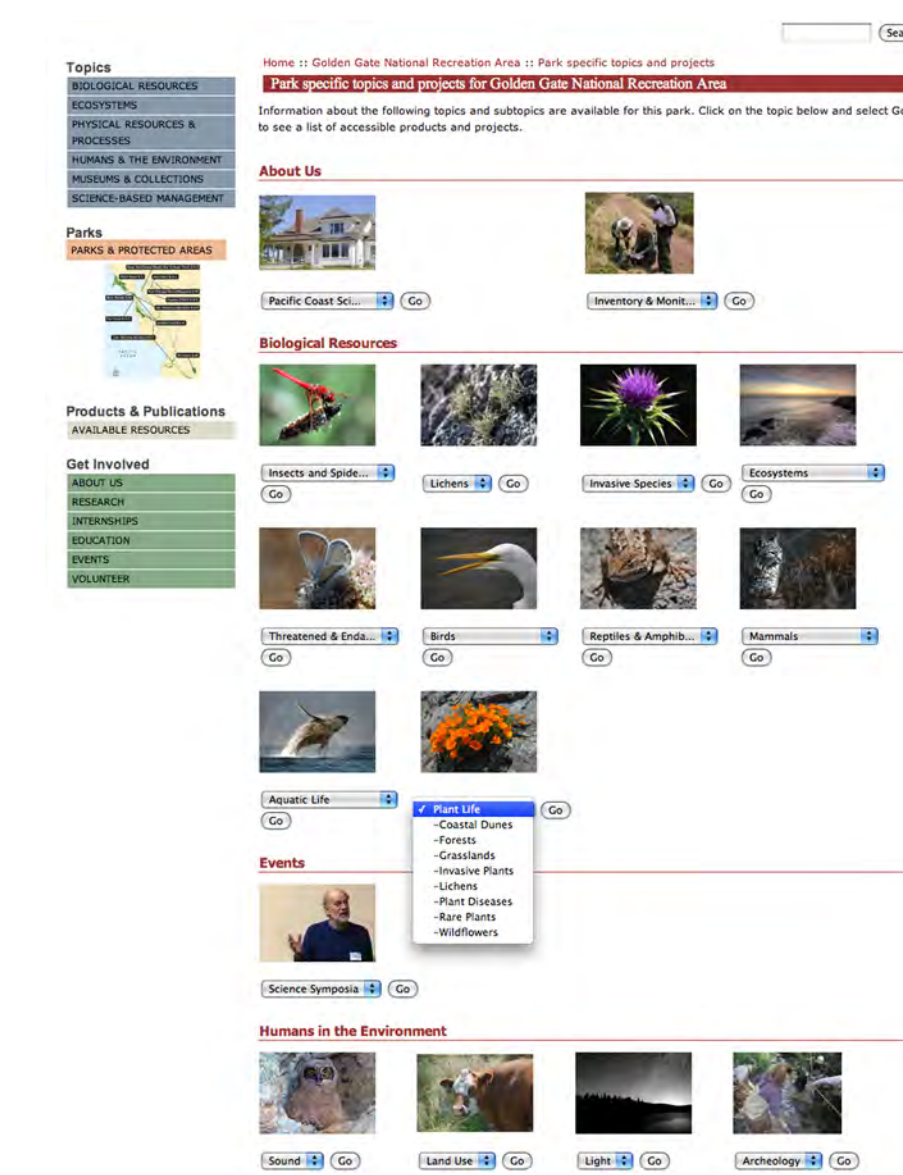 Sea
Home :: Golden Gate National Recreation Area :: Park specific topics and projects
Park specific topics and projects for Golden Gate National Recreation Area
Information about the following topics and subtopics are available for this park. Click on the topic below and select G
to see a list of accessible products and projects.
Topics
BIOLOGICAL RESOURCES
ECOSYSTEMS
PHYSICAL RESOURCES &
PROCESSES
HUMANS & THE ENVIRONMENT
MUSEUMS & COLLECTIONS
SCIENCE-BASED MANAGEMENT
Parks
PARKS & PROTECTED AREAS
Products & Publications
AVAILABLE RESOURCES
Get Involved
ABOUT US
RESEARCH
INTERNSHIPS
EDUCATION
EVENTS
VOLUNTEER
About Us
Pacific Coast Sci... Go
Inventory & Monit... Go
Biological Resources
Insects and Spide...
Go
Lichens Go
Invasive Species Go
Ecosystems
Go
Threatened & Enda...
Go
Birds
Go
Reptiles & Amphib...
Go
Mammals
Go
Aquatic Life
Go
✓ Plant Life Go
-Coastal Dunes
-Forests
-Grasslands
-Invasive Plants
-Lichens
-Plant Diseases
-Rare Plants
-Wildflowers
Events
Science Symposia Go
Humans in the Environment
Sound Go
Land Use Go
Light Go
Archeology Go